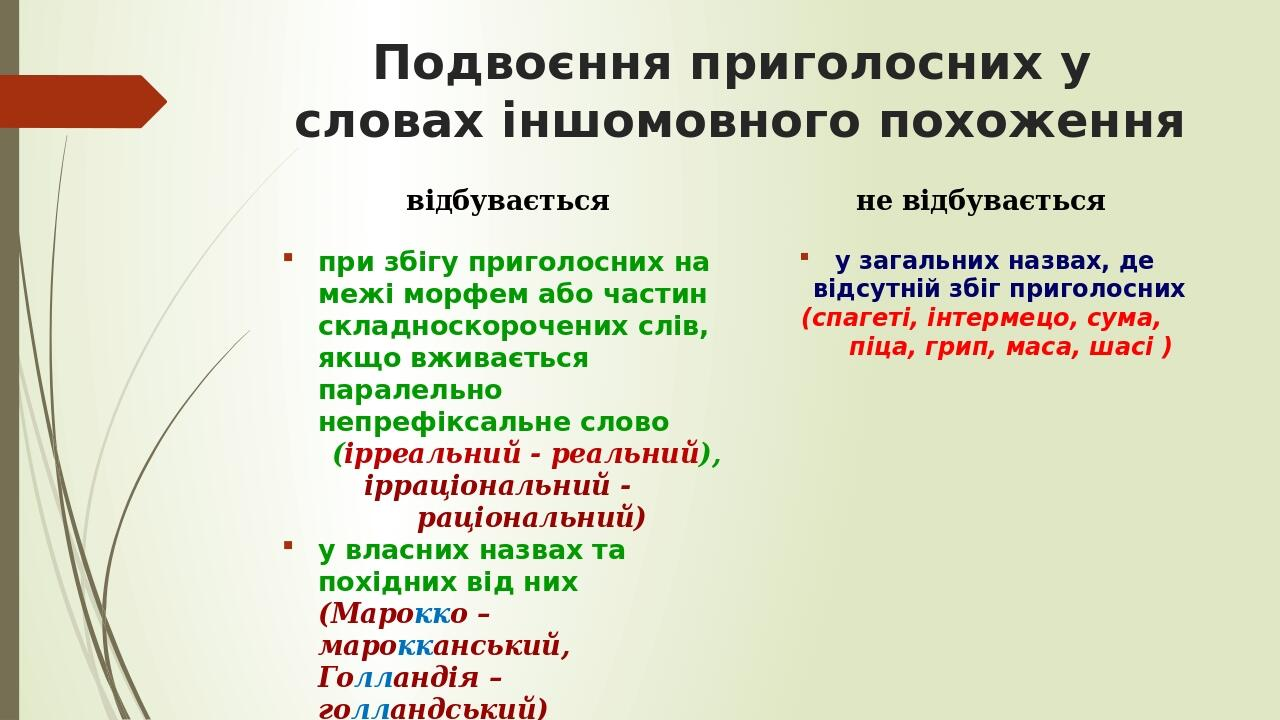 Подвоєння приголосних у
словах іншомовного похоження
відбувається
при збігу приголосних на
межі морфем або частин
складноскорочених слів,
якщо вживається
паралельно
непрефіксальне слово
(ірреальний - реальний),
ірраціональний -
раціональний)
у власних назвах та
похідних від них
(Марокко –
марокканський,
Голландія –
голландський)
не відбувається
у загальних назвах, де
відсутній збіг приголосних
(спагеті, інтермецо, сума,
піца, грип, маса, шасі )